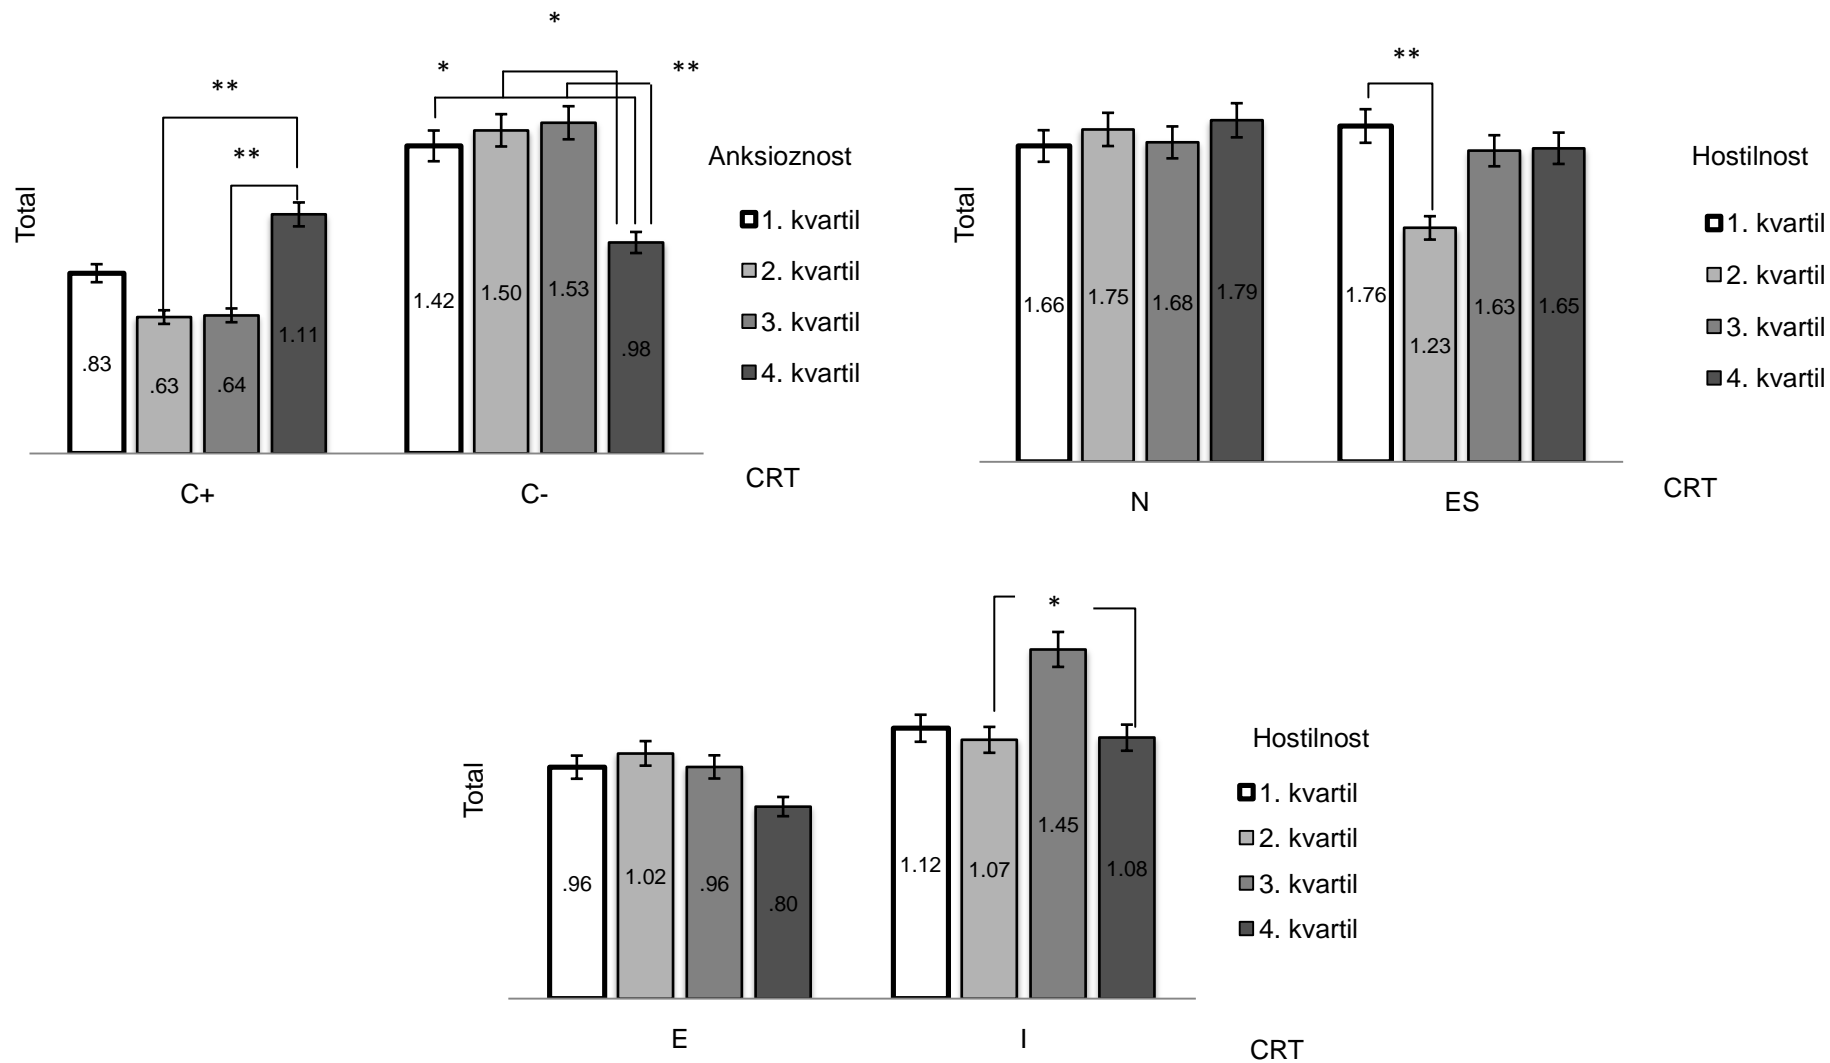 *
*
**
**
**
Total
1.42
1.50
1.53
.98
.83
.63
.64
1.11
C+
C-
CRT
Anksioznost
1. kvartil
2. kvartil
3. kvartil
4. kvartil
**
Total
1.66
1.75
1.68
1.79
1.76
1.23
1.63
1.65
N
ES
CRT
Hostilnost
1. kvartil
2. kvartil
3. kvartil
4. kvartil
*
Total
.96
1.02
.96
.80
1.12
1.07
1.45
1.08
E
I
CRT
Hostilnost
1. kvartil
2. kvartil
3. kvartil
4. kvartil